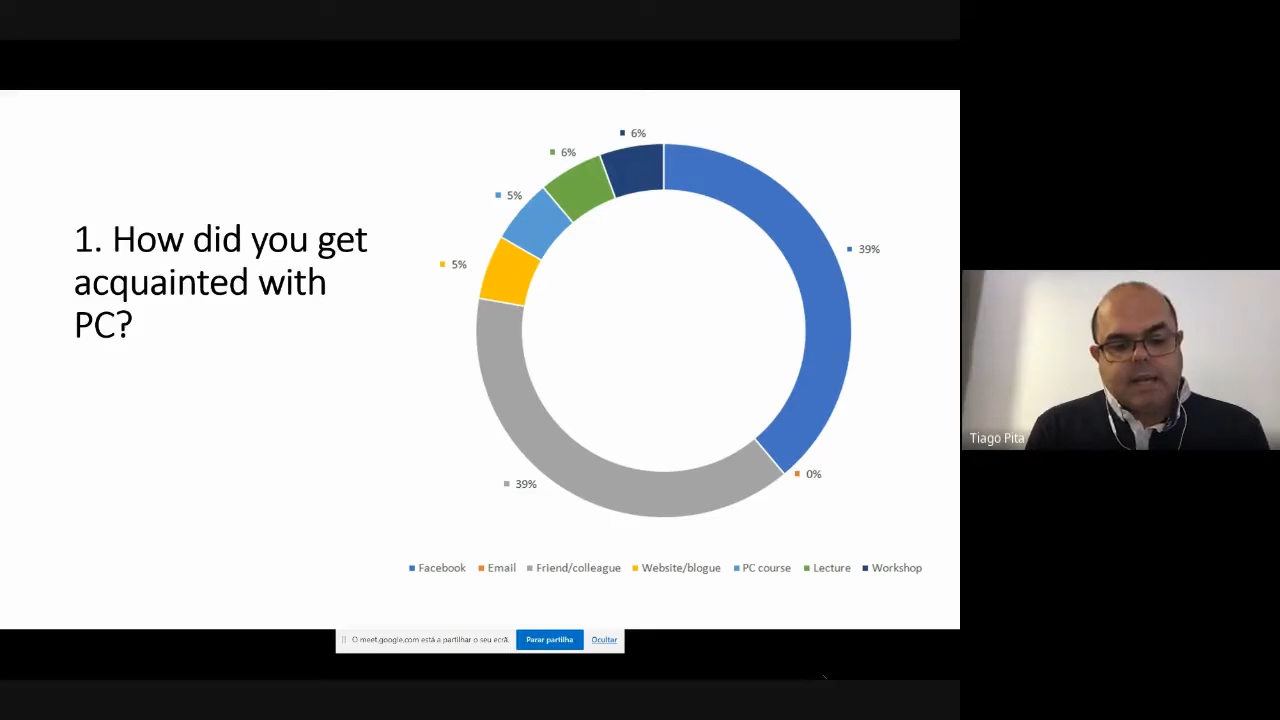 1. How did you get
acquainted with
PC?
6%
6%
5%
5%
39%
39%
0%
Facebook Email Friend/colleague Website/blogue PC course Lecture Workshop
Tiago Pita
O meet.google.com está a partilhar o seu ecrã. Parar partilha Ocultar